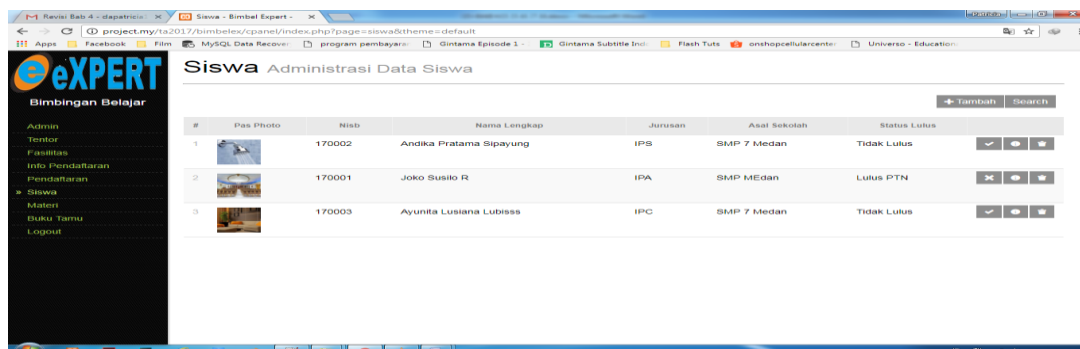 Revisi Bab 4 - dapatricia
Siswa - Bimbel Expert -
project.my/ta2017/bimbelex/cpanel/index.php?page=siswa&theme=default
Apps Facebook Film MySQL Data Recover program pembayaran Gintama Episode 1 - Gintama Subtitle Indo Flash Tuts onshopcellularcenter Universo - Education
eXPERT
Bimbingan Belajar
Admin
Tentor
Fasilitas
Info Pendaftaran
Pendaftaran
» Siswa
Materi
Buku Tamu
Logout
Siswa Administrasi Data Siswa
Tambah Search
# Pas Photo Nisb Nama Lengkap Jurusan Asal Sekolah Status Lulus
1 170002 Andika Pratama Sipayung IPS SMP 7 Medan Tidak Lulus
2 170001 Joko Susilo R IPA SMP MEdan Lulus PTN
3 170003 Ayunita Lusiana Lubisss IPC SMP 7 Medan Tidak Lulus